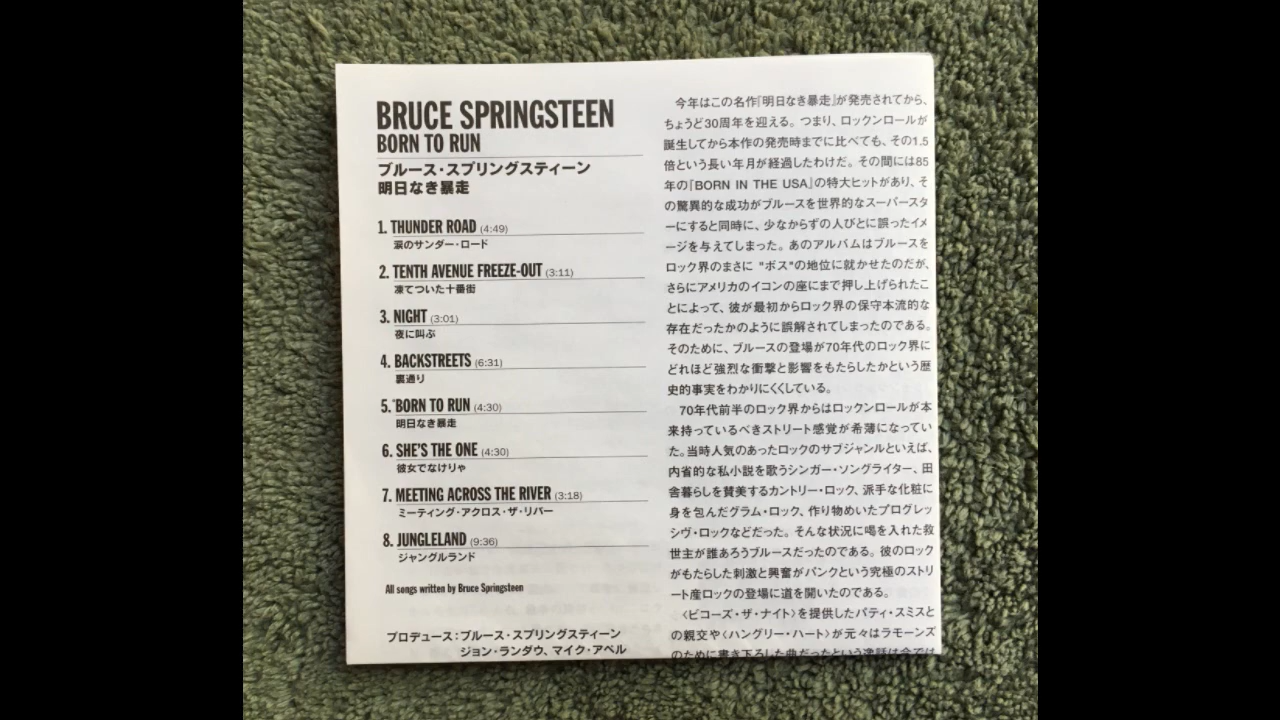 BRUCE SPRINGSTEEN
BORN TO RUN
ブルース・スプリングスティーン
明日なき暴走
1. THUNDER ROAD (4:49)
涙のサンダー・ロード
2. TENTH AVENUE FREEZE-OUT (3:11)
凍てついた十番街
3. NIGHT (3:01)
夜に叫ぶ
4. BACKSTREETS (6:31)
裏通り
5. BORN TO RUN (4:30)
明日なき暴走
6. SHE'S THE ONE (4:30)
彼女でなけりゃ
7. MEETING ACROSS THE RIVER (3:18)
ミーティング・アクロス・ザ・リバー
8. JUNGLELAND (9:36)
ジャングルランド
All songs written by Bruce Springsteen
プロデュース：ブルース・スプリングスティーン
ジョン・ランダウ、マイク・アペル
今年はこの名作『明日なき暴走』が発売されてから、
ちょうど30周年を迎える。つまり、ロックンロールが
誕生してから本作の発売時までに比べても、その1.5
倍という長い年月が経過したわけだ。その間には85
年の『BORN IN THE USA』の特大ヒットがあり、そ
の驚異的な成功がブルースを世界的なスーパースタ
ーにすると同時に、少なからずの人びとに誤ったイメ
ージを与えてしまった。あのアルバムはブルースを
ロック界のまさに "ボス"の地位に就かせたのだが、
さらにアメリカのイコンの座にまで押し上げられたこ
とによって、彼が最初からロック界の保守本流的な
存在だったかのように誤解されてしまったのである。
そのために、ブルースの登場が70年代のロック界に
どれほど強烈な衝撃と影響をもたらしたかという歴
史的事実をわかりにくくしている。
70年代前半のロック界からはロックンロールが本
来持っているべきストリート感覚が希薄になってい
た。当時人気のあったロックのサブジャンルといえば、
内省的な私小説を歌うシンガー・ソングライター、田
舎暮らしを賛美するカントリー・ロック、派手な化粧に
身を包んだグラム・ロック、作り物めいたプログレッ
シヴ・ロックなどだった。そんな状況に喝を入れた救
世主が誰あろうブルースだったのである。彼のロック
がもたらした刺激と興奮がパンクという究極のストリ
ート産ロックの登場に道を開いたのである。
〈ビコーズ・ザ・ナイト〉を提供したパティ・スミスと
の親交や〈ハングリー・ハート〉が元々はラモーンズ
のために書き下ろした曲だったという逸話は今では